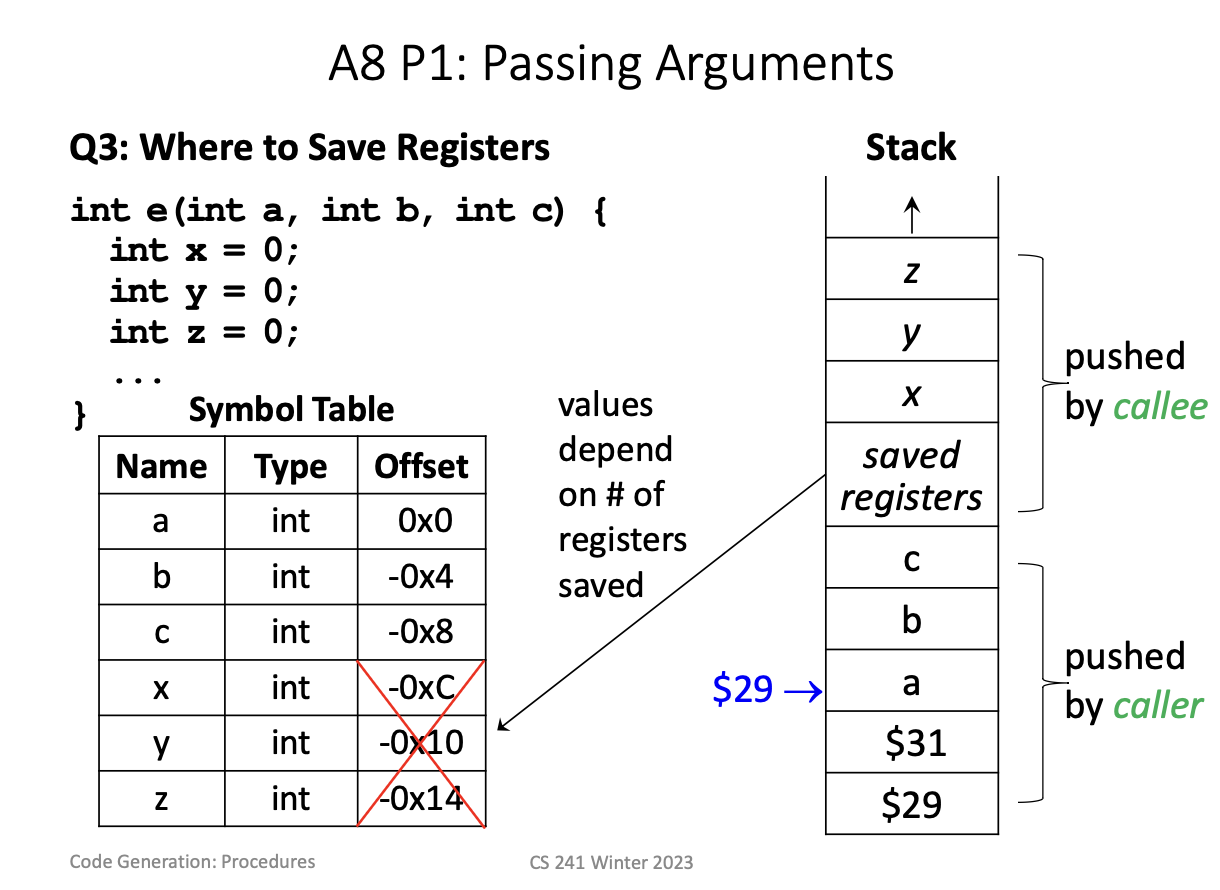 A8 P1: Passing Arguments
Q3: Where to Save Registers
int e(int a, int b, int c) {
int x = 0;
int y = 0;
int z = 0;
...
}
Symbol Table
Name Type Offset
a int 0x0
b int -0x4
c int -0x8
x int -0xC
y int -0x10
z int -0x14
values
depend
on # of
registers
saved
Stack
z
y
x
saved
registers
c
b
$29 → a
$31
$29
pushed
by callee
pushed
by caller
Code Generation: Procedures
CS 241 Winter 2023